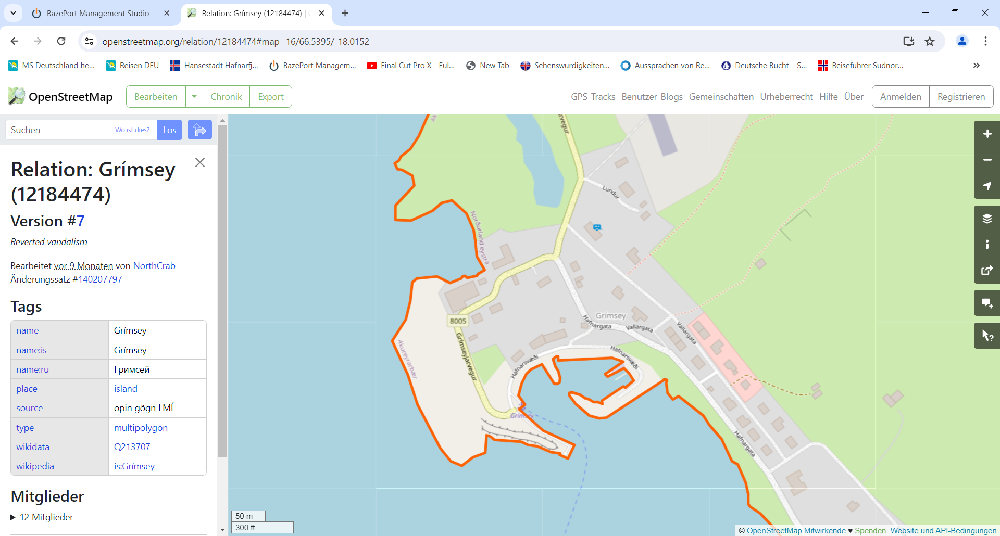 BazePort Management Studio
Relation: Grímsey (12184474) |
openstreetmap.org/relation/12184474#map=16/66.5395/-18.0152
MS Deutschland he...
Reisen DEU
Hansestadt Hafnarfj...
BazePort Managem...
Final Cut Pro X - Ful...
New Tab
Sehenswürdigkeiten...
Aussprachen von Re...
Deutsche Bucht – S...
Reiseführer Südnor...
OpenStreetMap
Bearbeiten
Chronik
Export
GPS-Tracks
Benutzer-Blogs
Gemeinschaften
Urheberrecht
Hilfe
Über
Anmelden
Registrieren
Suchen
Wo ist dies?
Los
Relation: Grímsey
(12184474)
Version #7
Reverted vandalism
Bearbeitet vor 9 Monaten von NorthCrab
Änderungssatz #140207797
Tags
name Grímsey
name:is Grímsey
name:ru Гримсей
place island
source opin gögn LMÍ
type multipolygon
wikidata Q213707
wikipedia is:Grímsey
Mitglieder
12 Mitglieder
Lundur
Norðurland eystra
8005
Grímsey
Hafnargata
Vallargata
Vallargata
Akureyrarbær
Grímseyjarvegur
Hafnarsvæði
Hafnarsvæði
Grímsey
Hafnargata
50 m
300 ft
© OpenStreetMap Mitwirkende ♥ Spenden. Website und API-Bedingungen